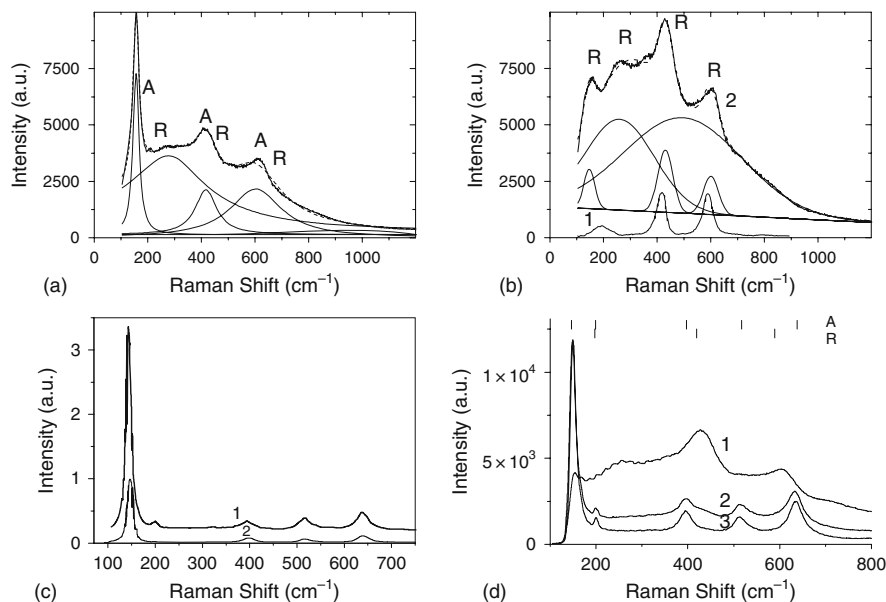 A
R
A
R
A
R
7500
5000
2500
0
Intensity (a.u.)
0 200 400 600 800 1000
Raman Shift (cm⁻¹)
(a)
R
R
R
R
2
1
7500
5000
2500
0
Intensity (a.u.)
0 200 400 600 800 1000
Raman Shift (cm⁻¹)
(b)
3
2
1
0
Intensity (a.u.)
1
2
100 200 300 400 500 600 700
Raman Shift (cm⁻¹)
(c)
A
R
1 × 10⁴
5 × 10³
0
Intensity (a.u.)
1
2
3
200 400 600 800
Raman Shift (cm⁻¹)
(d)